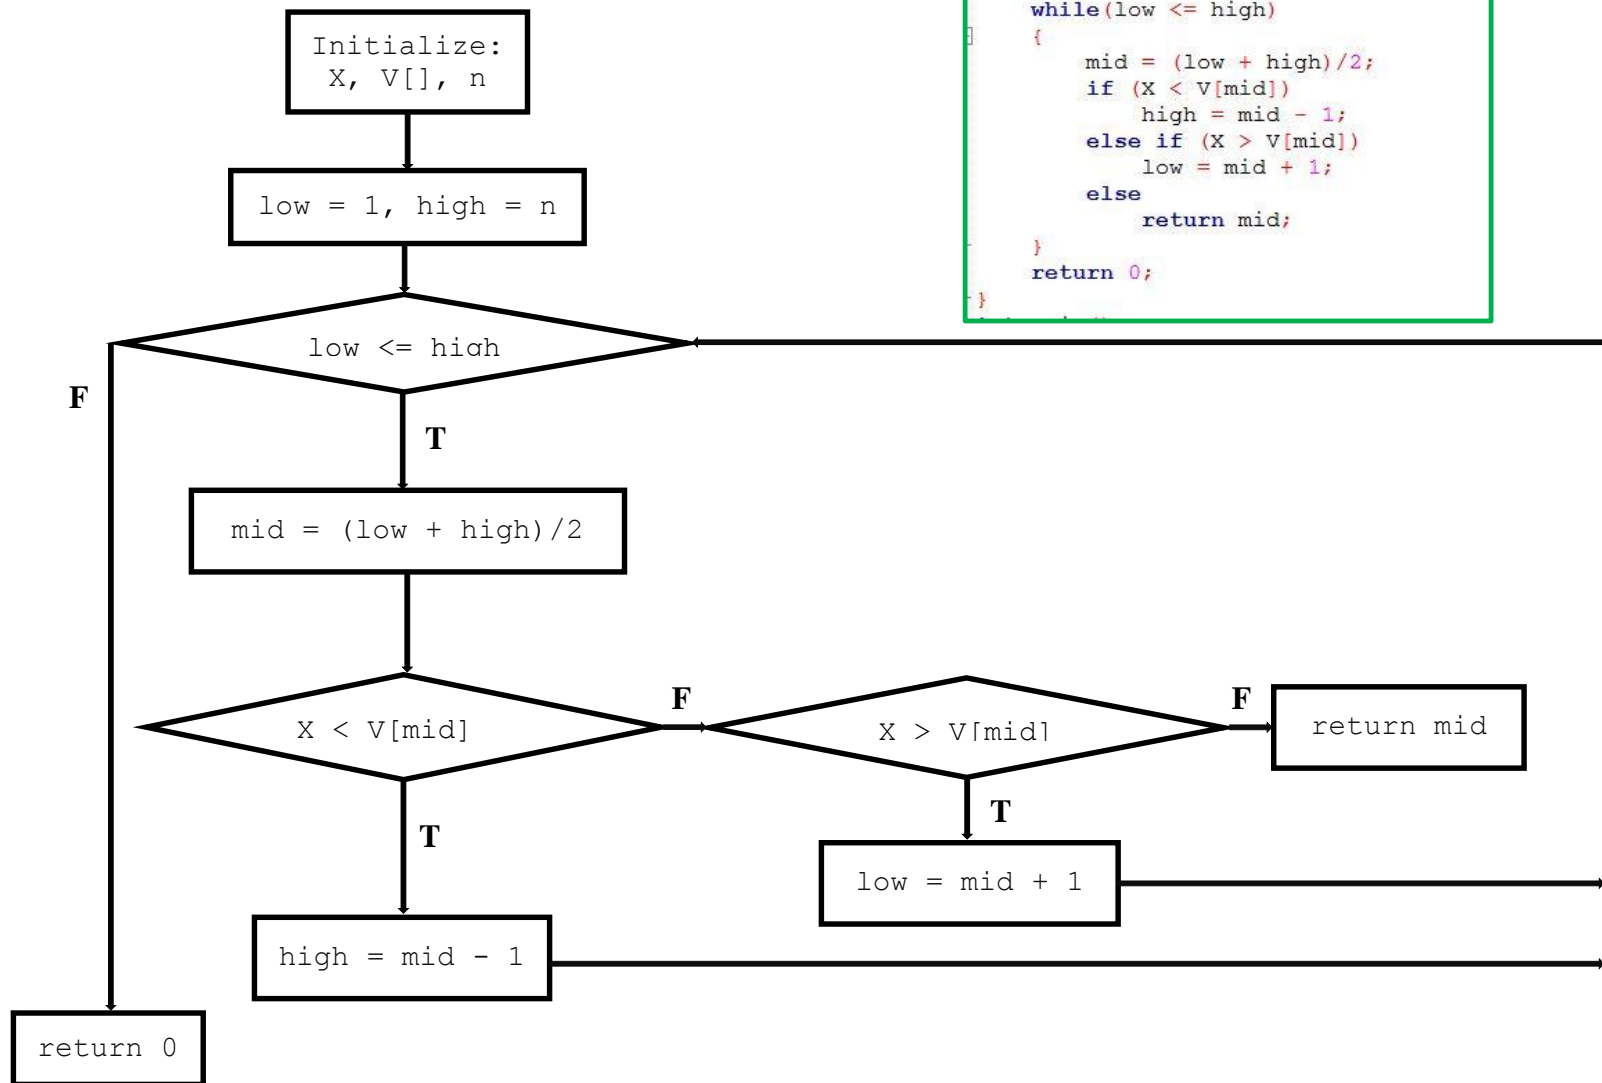 Initialize:
X, V[], n
low = 1, high = n
low <= high
F
T
mid = (low + high)/2
X < V[mid]
F
X > V[mid]
F
return mid
T
T
low = mid + 1
high = mid - 1
return 0
while(low <= high)
{
mid = (low + high)/2;
if (X < V[mid])
high = mid - 1;
else if (X > V[mid])
low = mid + 1;
else
return mid;
}
return 0;
}